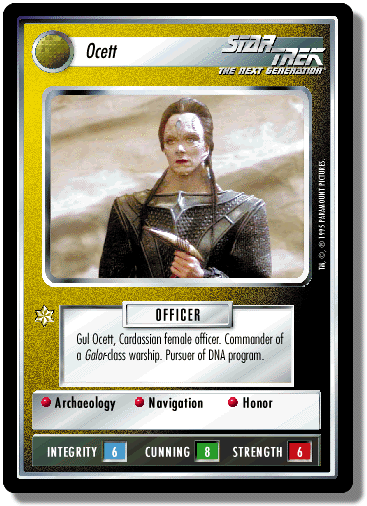 Ocett
STAR TREK
THE NEXT GENERATION®
TM, ©, ® 1995 PARAMOUNT PICTURES.
OFFICER
Gul Ocett, Cardassian female officer. Commander of
a Galor-class warship. Pursuer of DNA program.
Archaeology Navigation Honor
INTEGRITY 6 CUNNING 8 STRENGTH 6